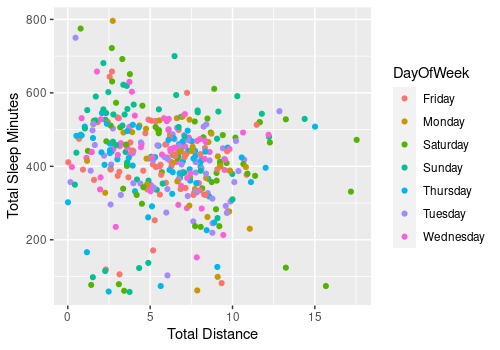 800
600
400
200
Total Sleep Minutes
0
5
10
15
Total Distance
DayOfWeek
Friday
Monday
Saturday
Sunday
Thursday
Tuesday
Wednesday